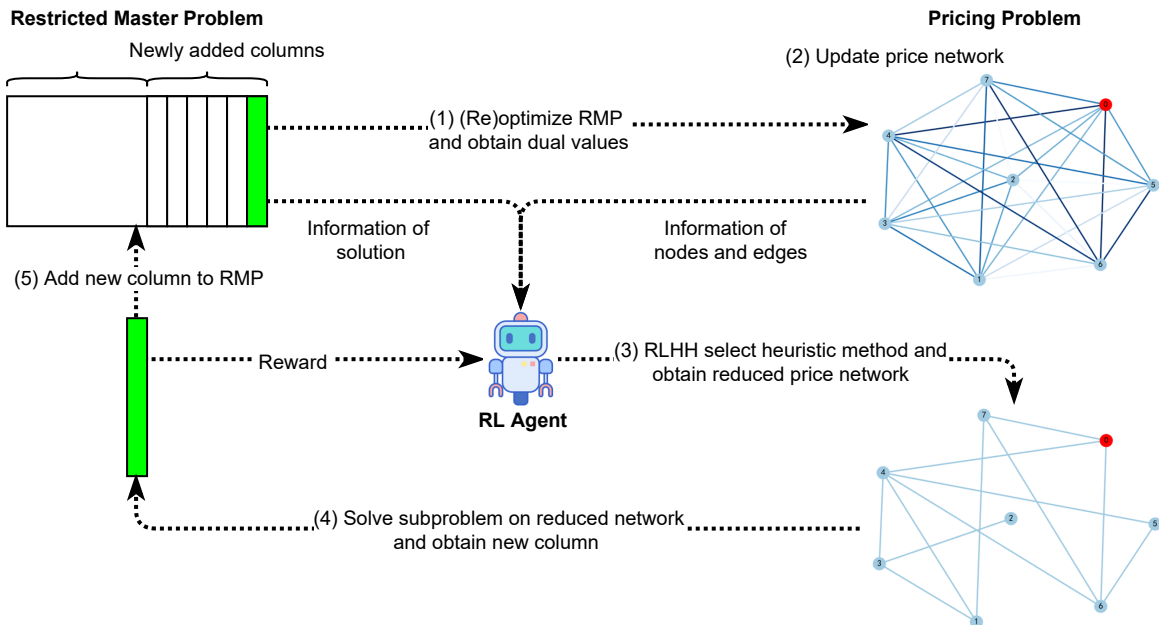 Restricted Master Problem
Pricing Problem
Newly added columns
(2) Update price network
(1) (Re)optimize RMP
and obtain dual values
7
0
4
2
5
3
6
1
Information of
solution
Information of
nodes and edges
(5) Add new column to RMP
Reward
(3) RLHH select heuristic method and
obtain reduced price network
RL Agent
7
4
2
5
3
6
1
(4) Solve subproblem on reduced network
and obtain new column